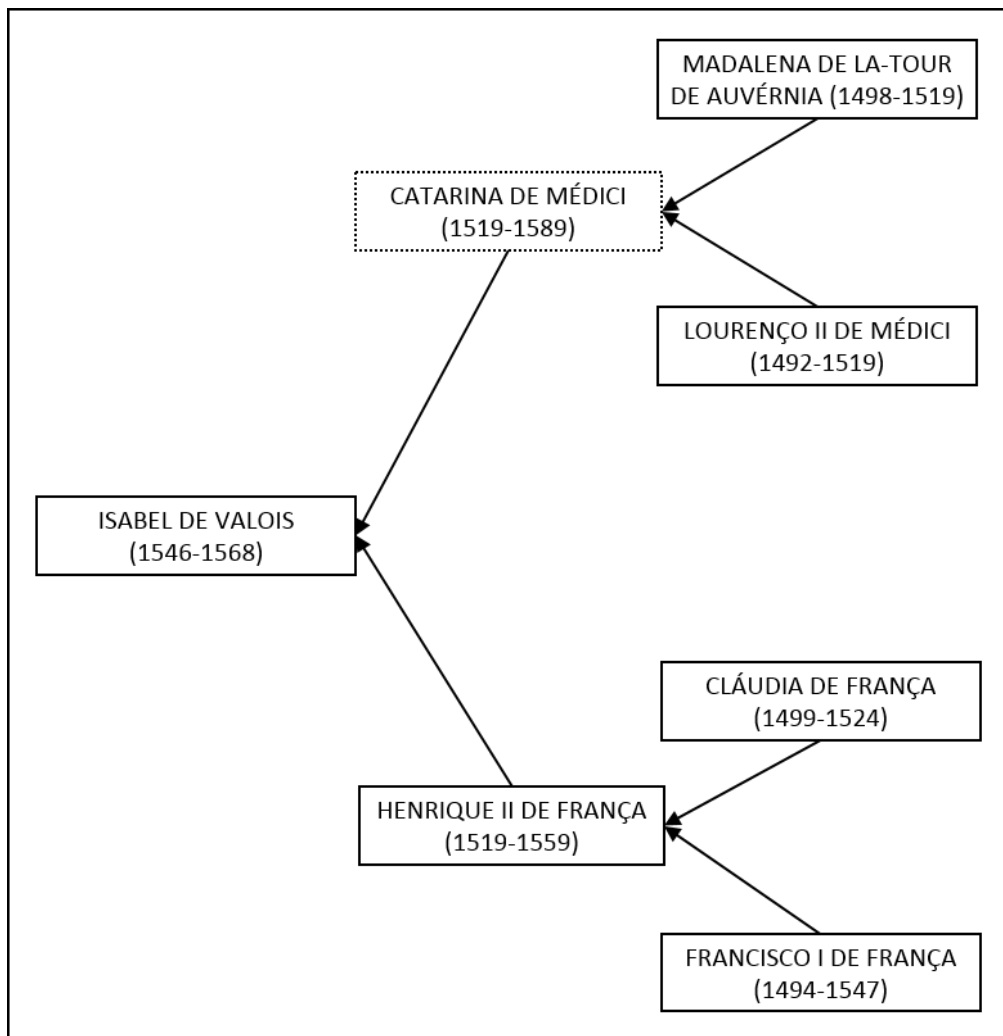 MADALENA DE LA-TOUR
DE AUVÉRNIA (1498-1519)
CATARINA DE MÉDICI
(1519-1589)
LOURENÇO II DE MÉDICI
(1492-1519)
ISABEL DE VALOIS
(1546-1568)
CLÁUDIA DE FRANÇA
(1499-1524)
HENRIQUE II DE FRANÇA
(1519-1559)
FRANCISCO I DE FRANÇA
(1494-1547)